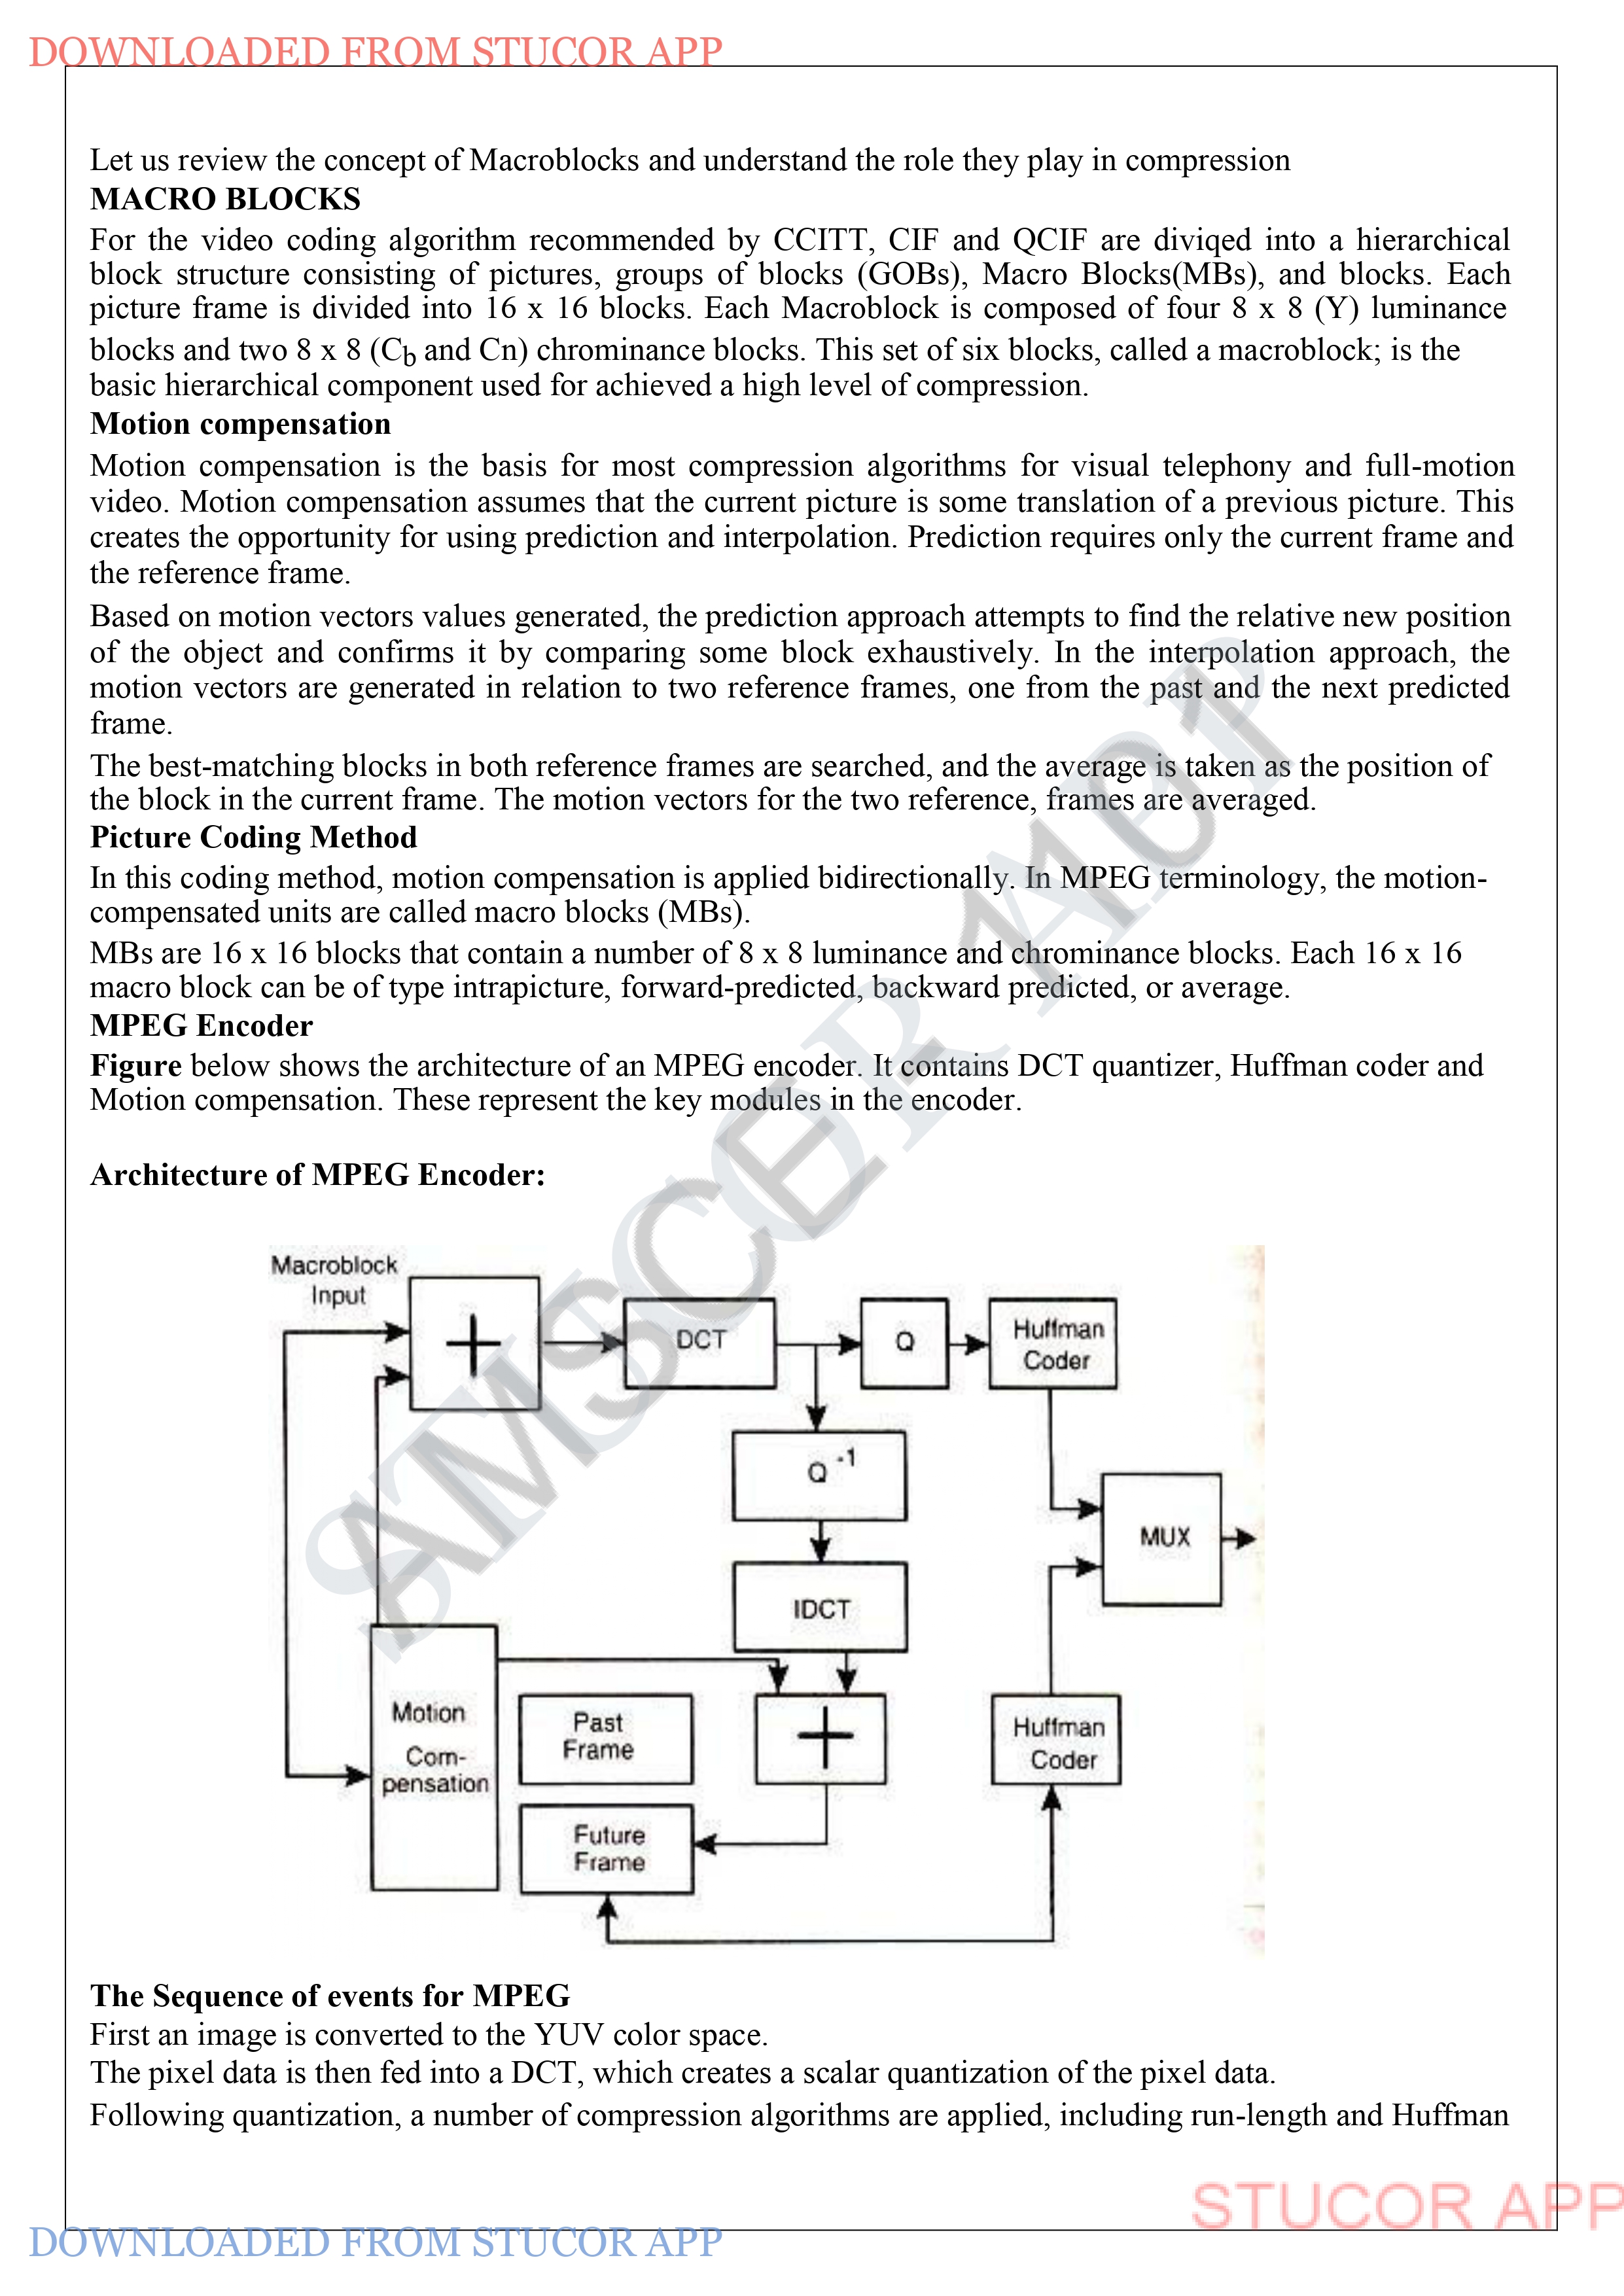 DOWNLOADED FROM STUCOR APP
Let us review the concept of Macroblocks and understand the role they play in compression
MACRO BLOCKS
For the video coding algorithm recommended by CCITT, CIF and QCIF are diviqed into a hierarchical
block structure consisting of pictures, groups of blocks (GOBs), Macro Blocks(MBs), and blocks. Each
picture frame is divided into 16 x 16 blocks. Each Macroblock is composed of four 8 x 8 (Y) luminance
blocks and two 8 x 8 (Cb and Cn) chrominance blocks. This set of six blocks, called a macroblock; is the
basic hierarchical component used for achieved a high level of compression.
Motion compensation
Motion compensation is the basis for most compression algorithms for visual telephony and full-motion
video. Motion compensation assumes that the current picture is some translation of a previous picture. This
creates the opportunity for using prediction and interpolation. Prediction requires only the current frame and
the reference frame.
Based on motion vectors values generated, the prediction approach attempts to find the relative new position
of the object and confirms it by comparing some block exhaustively. In the interpolation approach, the
motion vectors are generated in relation to two reference frames, one from the past and the next predicted
frame.
The best-matching blocks in both reference frames are searched, and the average is taken as the position of
the block in the current frame. The motion vectors for the two reference, frames are averaged.
Picture Coding Method
In this coding method, motion compensation is applied bidirectionally. In MPEG terminology, the motion-
compensated units are called macro blocks (MBs).
MBs are 16 x 16 blocks that contain a number of 8 x 8 luminance and chrominance blocks. Each 16 x 16
macro block can be of type intrapicture, forward-predicted, backward predicted, or average.
MPEG Encoder
Figure below shows the architecture of an MPEG encoder. It contains DCT quantizer, Huffman coder and
Motion compensation. These represent the key modules in the encoder.
Architecture of MPEG Encoder:
Macroblock
Input
+
DCT
Q
Huffman
Coder
Q -1
MUX
IDCT
Motion
Com-
pensation
Past
Frame
+
Huffman
Coder
Future
Frame
STUCOR APP
AMSCE-1101
The Sequence of events for MPEG
First an image is converted to the YUV color space.
The pixel data is then fed into a DCT, which creates a scalar quantization of the pixel data.
Following quantization, a number of compression algorithms are applied, including run-length and Huffman
STUCOR APP
DOWNLOADED FROM STUCOR APP